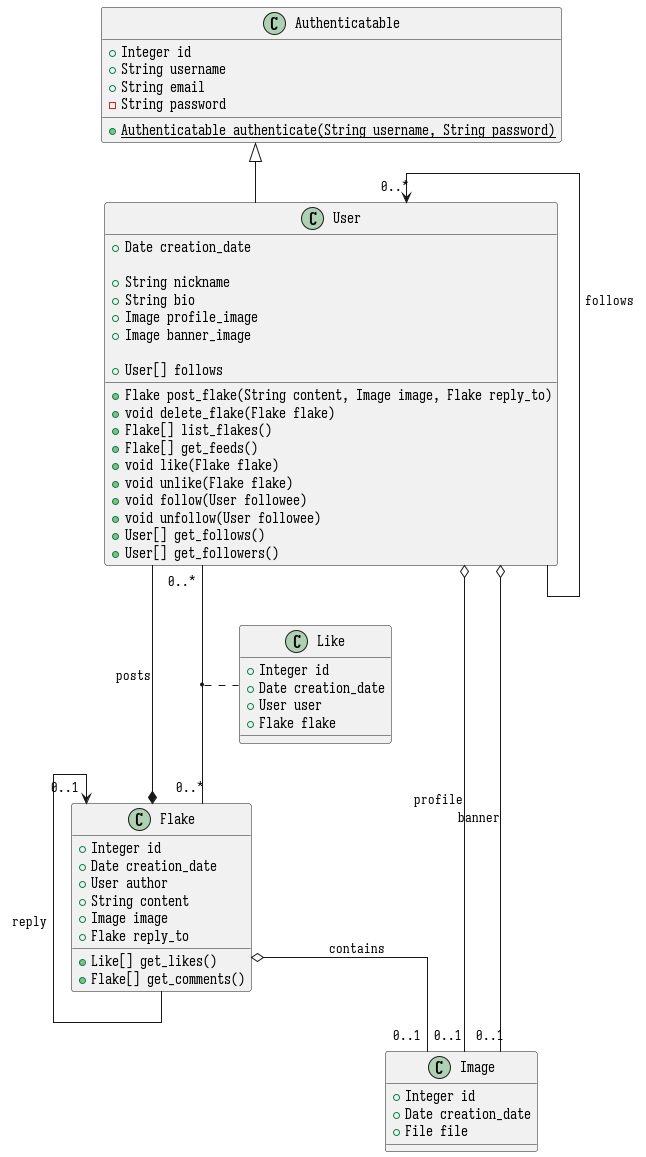 C Authenticatable
Integer id
String username
String email
String password
Authenticatable authenticate(String username, String password)
0..*
C User
Date creation_date
String nickname
String bio
Image profile_image
Image banner_image
User[] follows
follows
Flake post_flake(String content, Image image, Flake reply_to)
void delete_flake(Flake flake)
Flake[] list_flakes()
Flake[] get_feeds()
void like(Flake flake)
void unlike(Flake flake)
void follow(User followee)
void unfollow(User followee)
User[] get_follows()
User[] get_followers()
0..*
C Like
Integer id
Date creation_date
User user
Flake flake
posts
0..1
0..*
profile
banner
C Flake
Integer id
Date creation_date
User author
String content
Image image
Flake reply_to
Like[] get_likes()
Flake[] get_comments()
reply
contains
0..1
0..1
0..1
C Image
Integer id
Date creation_date
File file